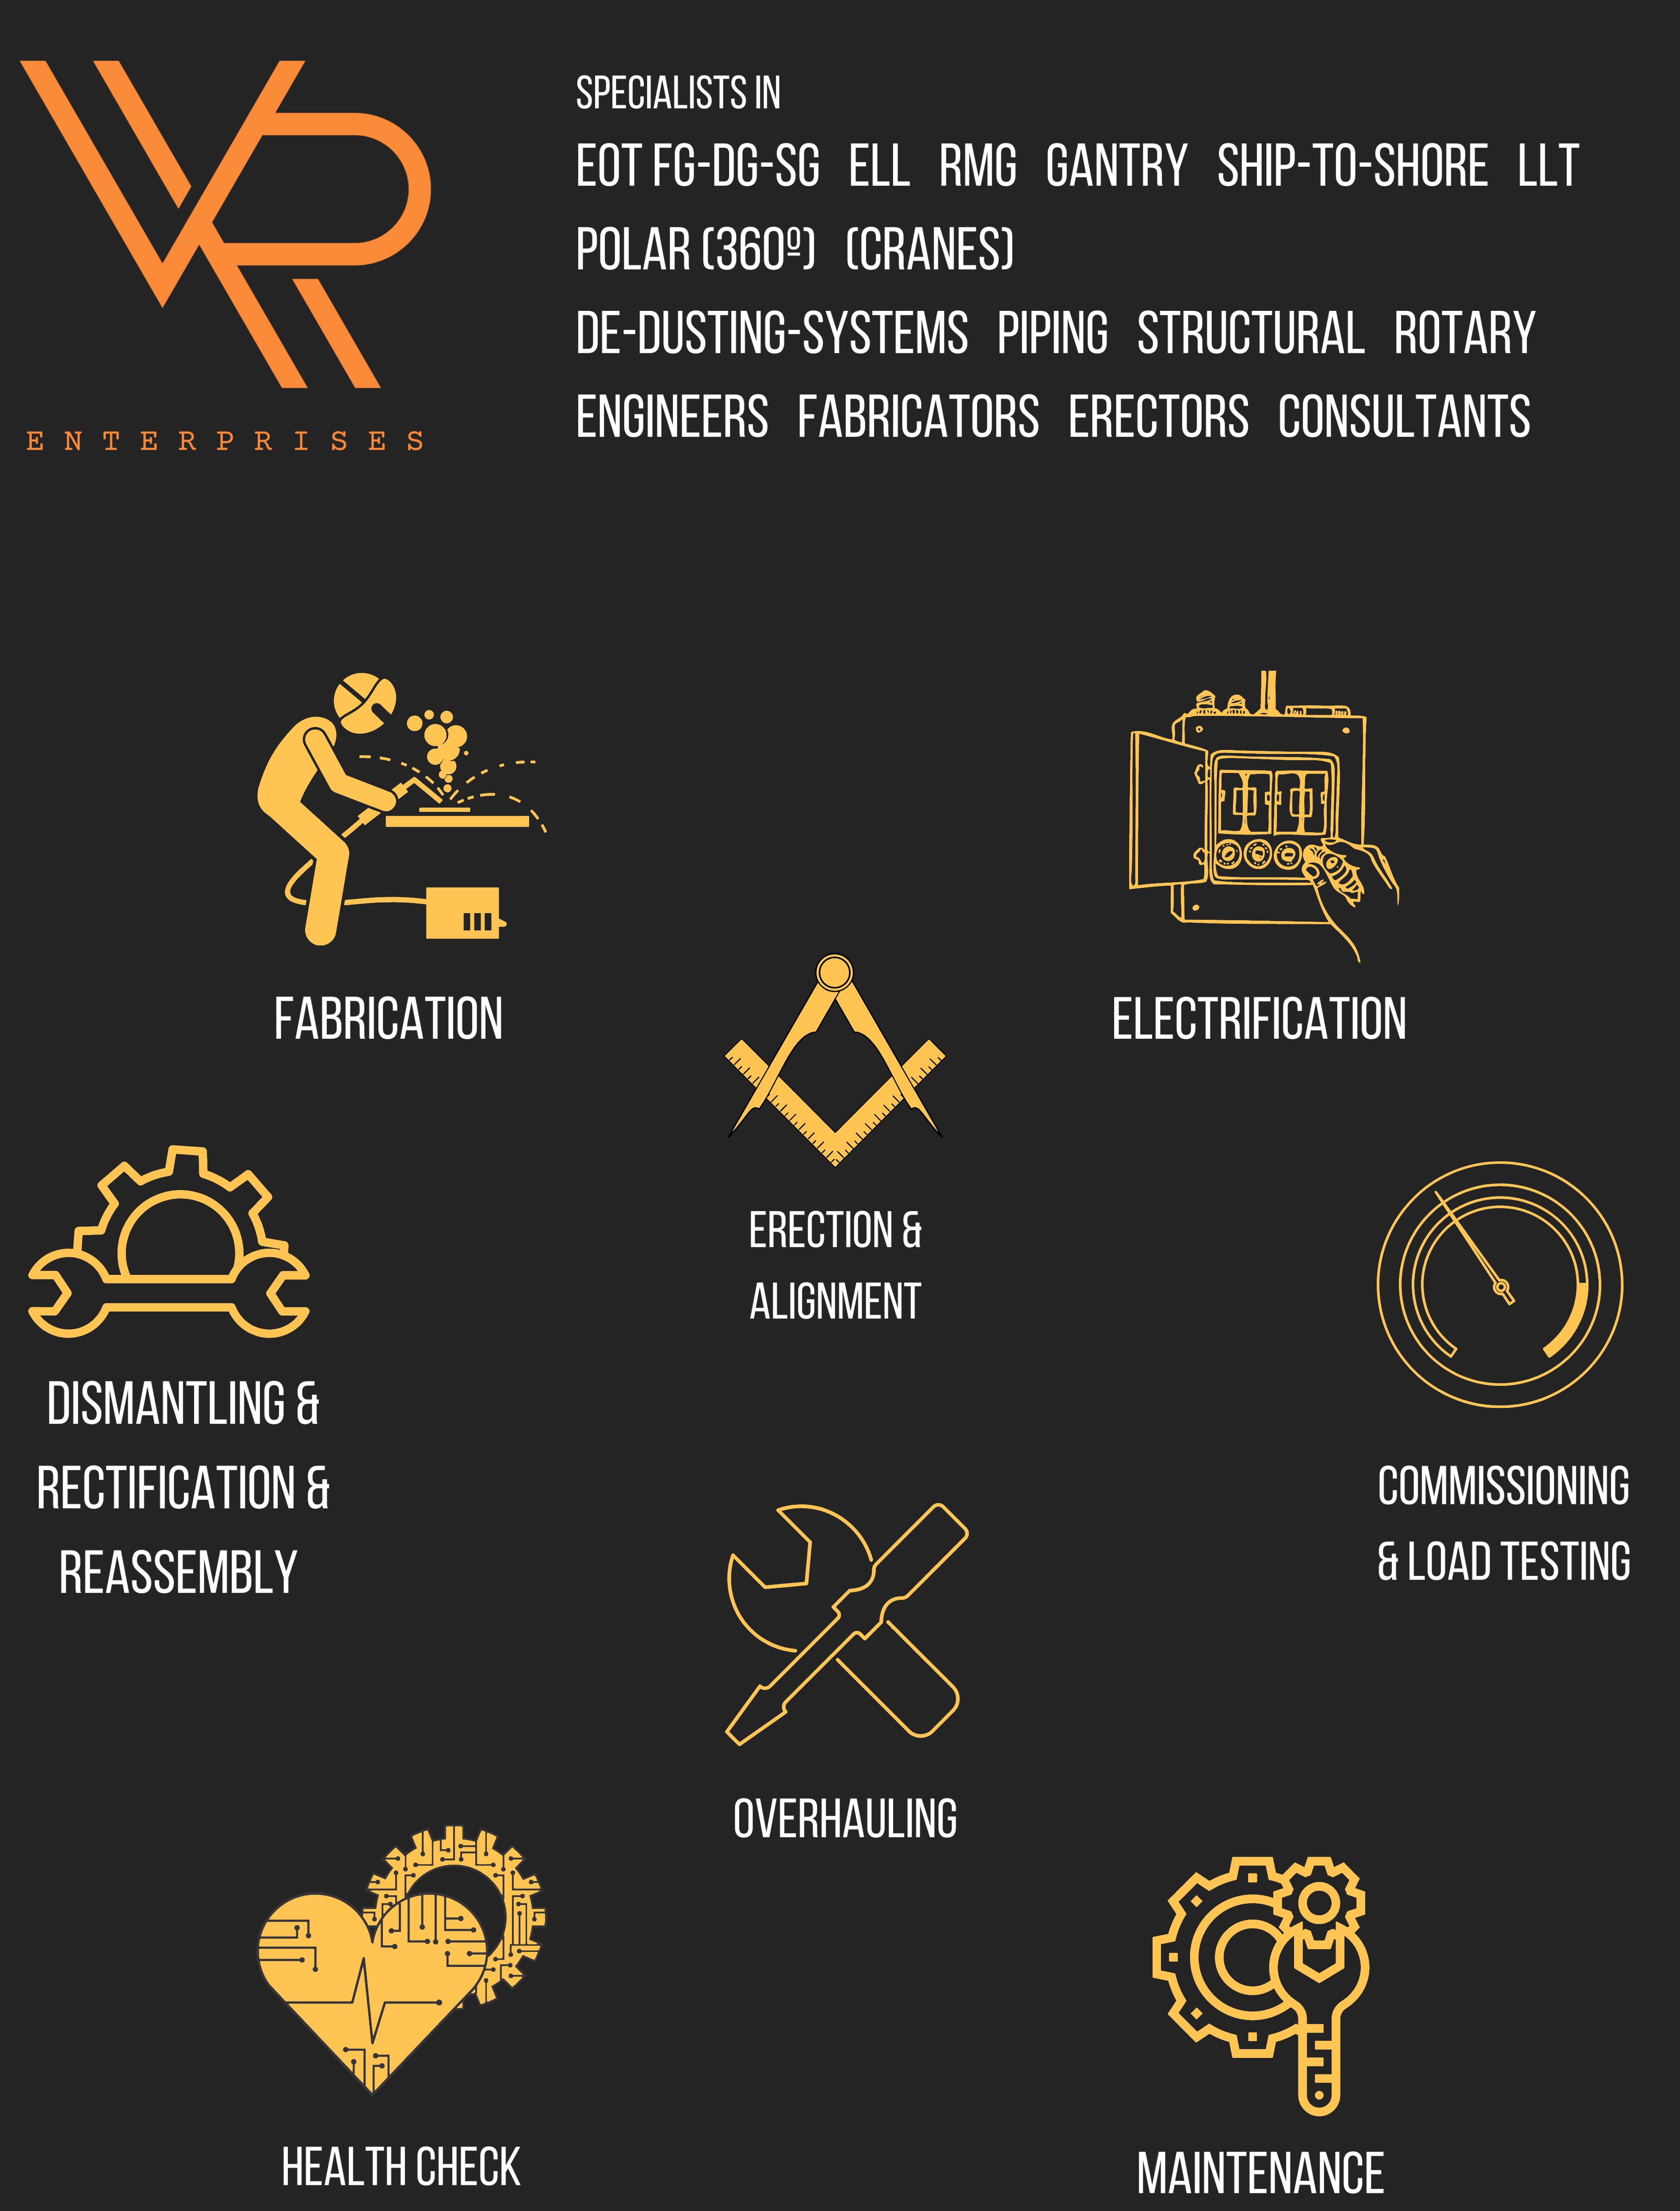 VR
ENTERPRISES
SPECIALISTS IN
EOT FG-DG-SG ELL RMG GANTRY SHIP-TO-SHORE LLT
POLAR (360º) (CRANES)
DE-DUSTING-SYSTEMS PIPING STRUCTURAL ROTARY
ENGINEERS FABRICATORS ERECTORS CONSULTANTS
FABRICATION
ELECTRIFICATION
ERECTION &
ALIGNMENT
DISMANTLING &
RECTIFICATION &
REASSEMBLY
COMMISSIONING
& LOAD TESTING
OVERHAULING
HEALTH CHECK
MAINTENANCE